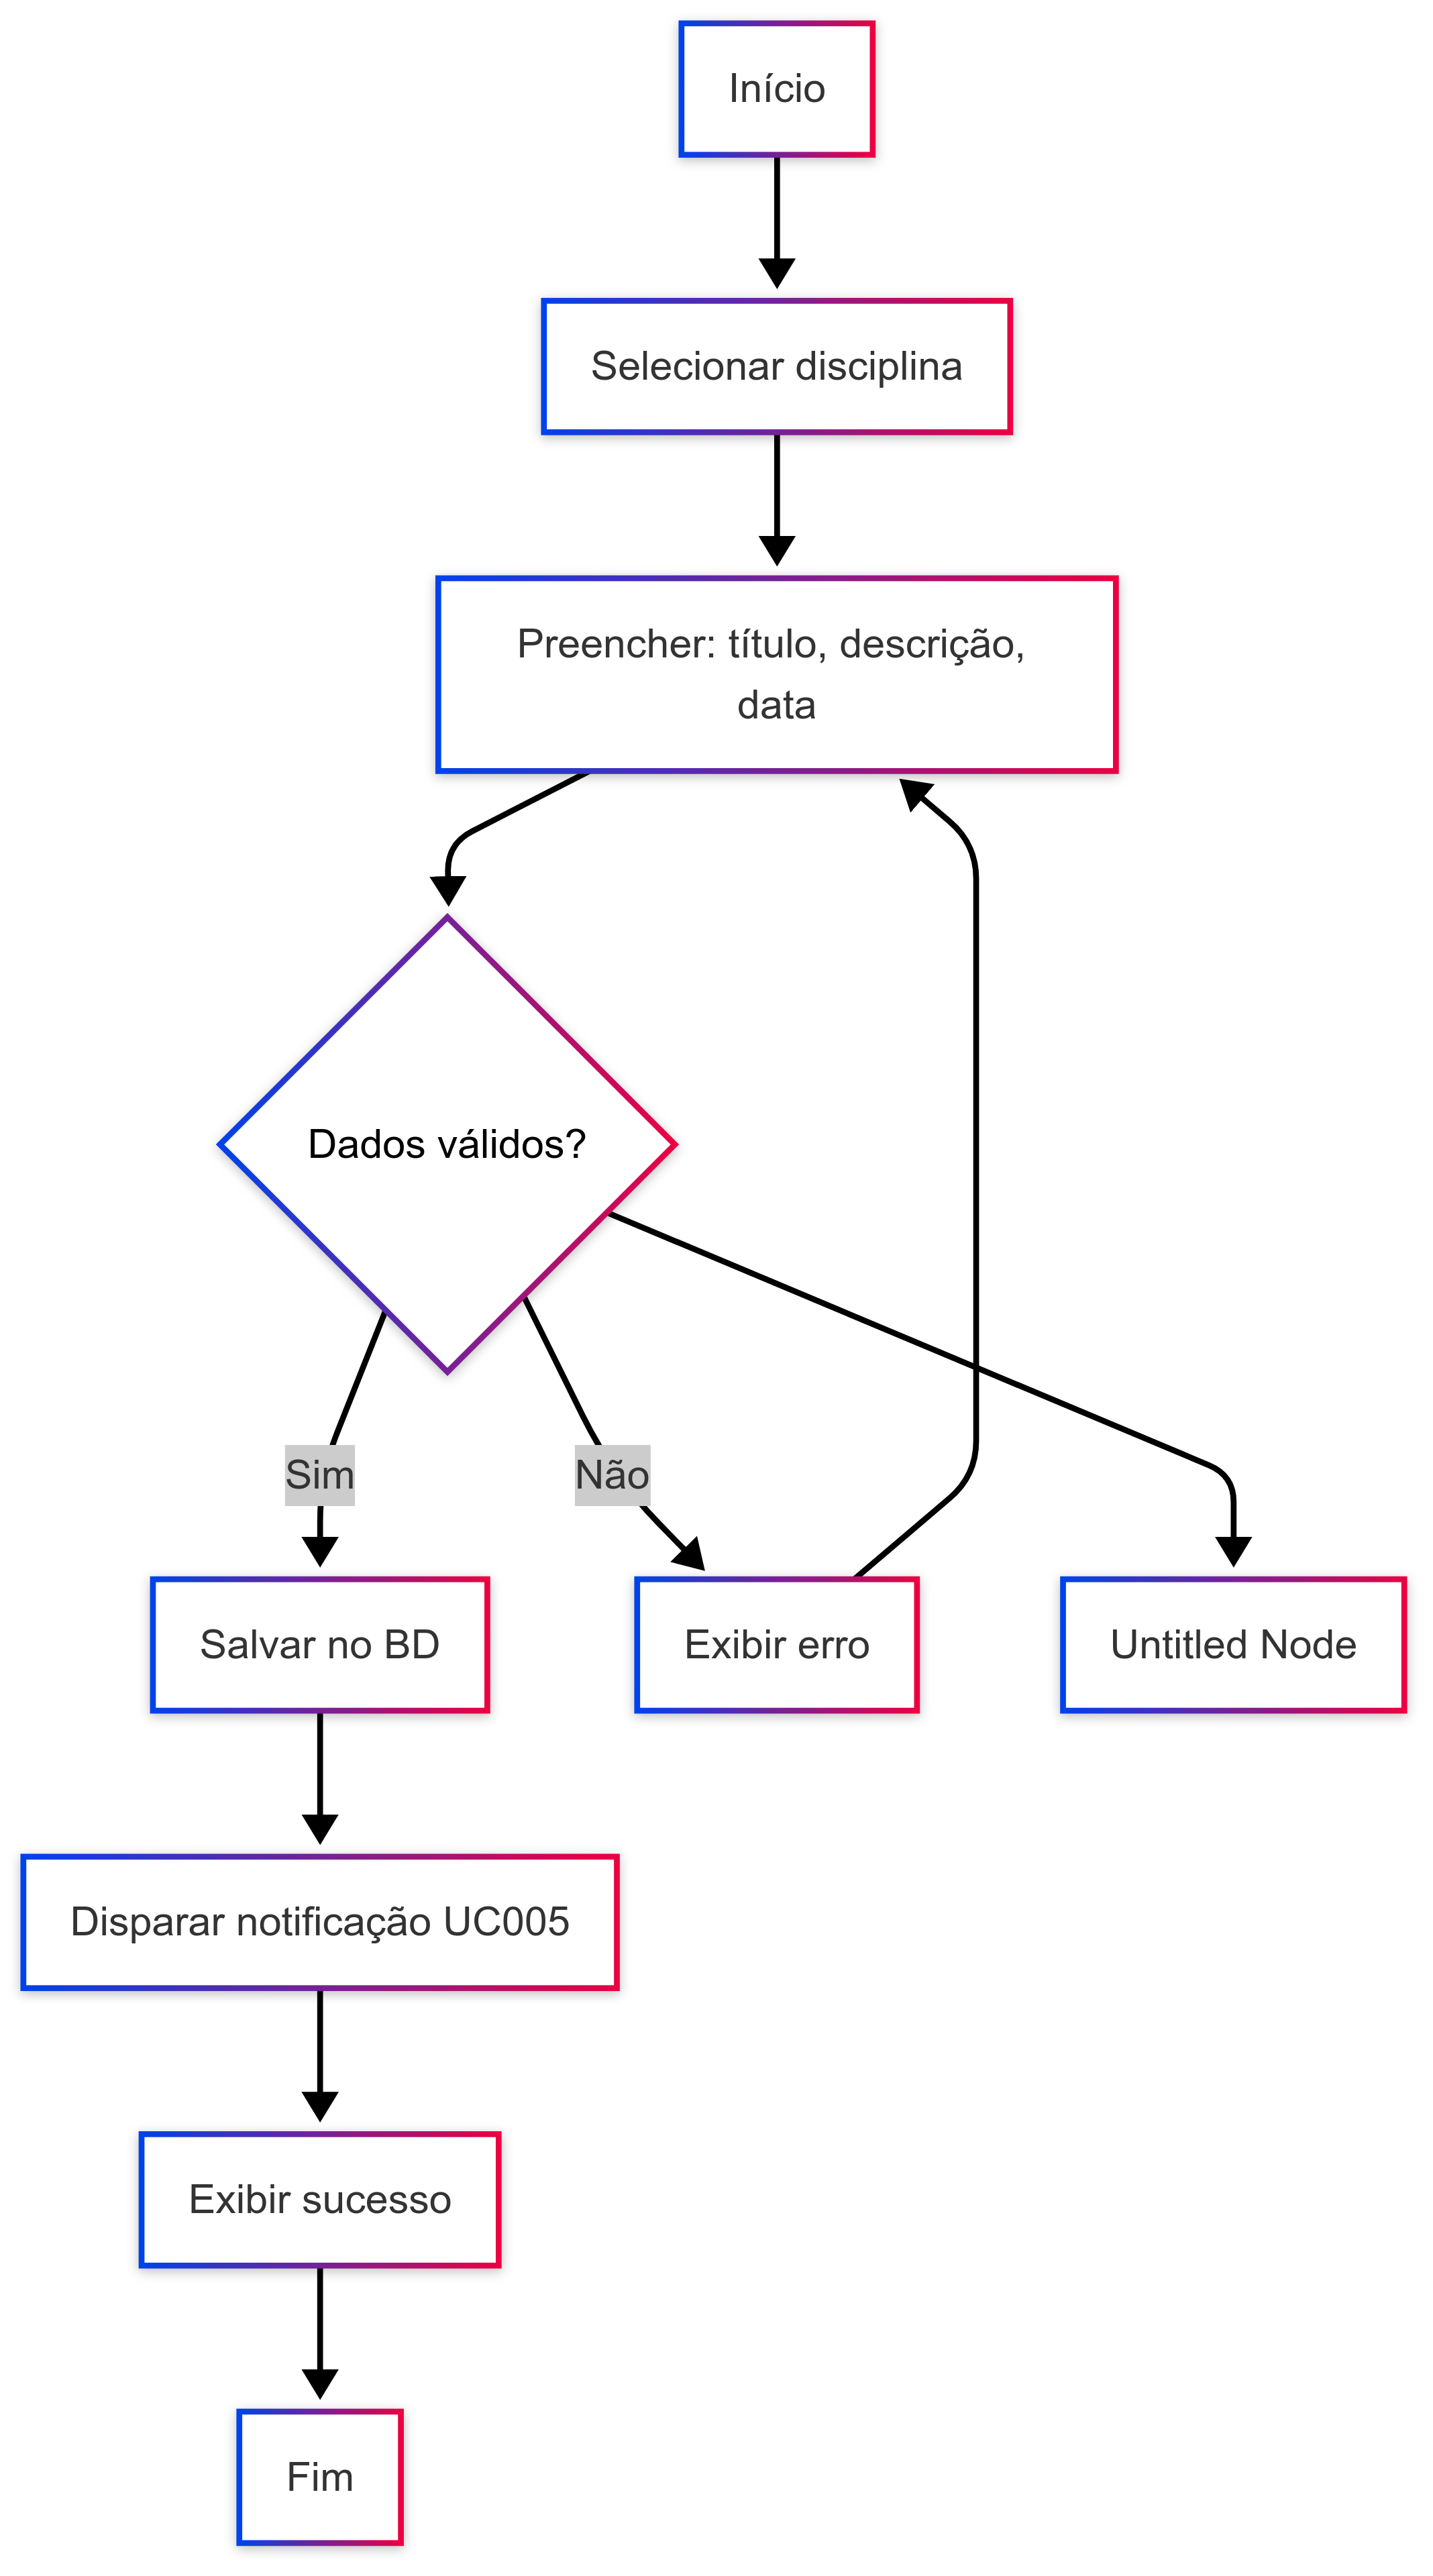 Início
Selecionar disciplina
Preencher: título, descrição,
data
Dados válidos?
Sim
Não
Salvar no BD
Exibir erro
Untitled Node
Disparar notificação UC005
Exibir sucesso
Fim